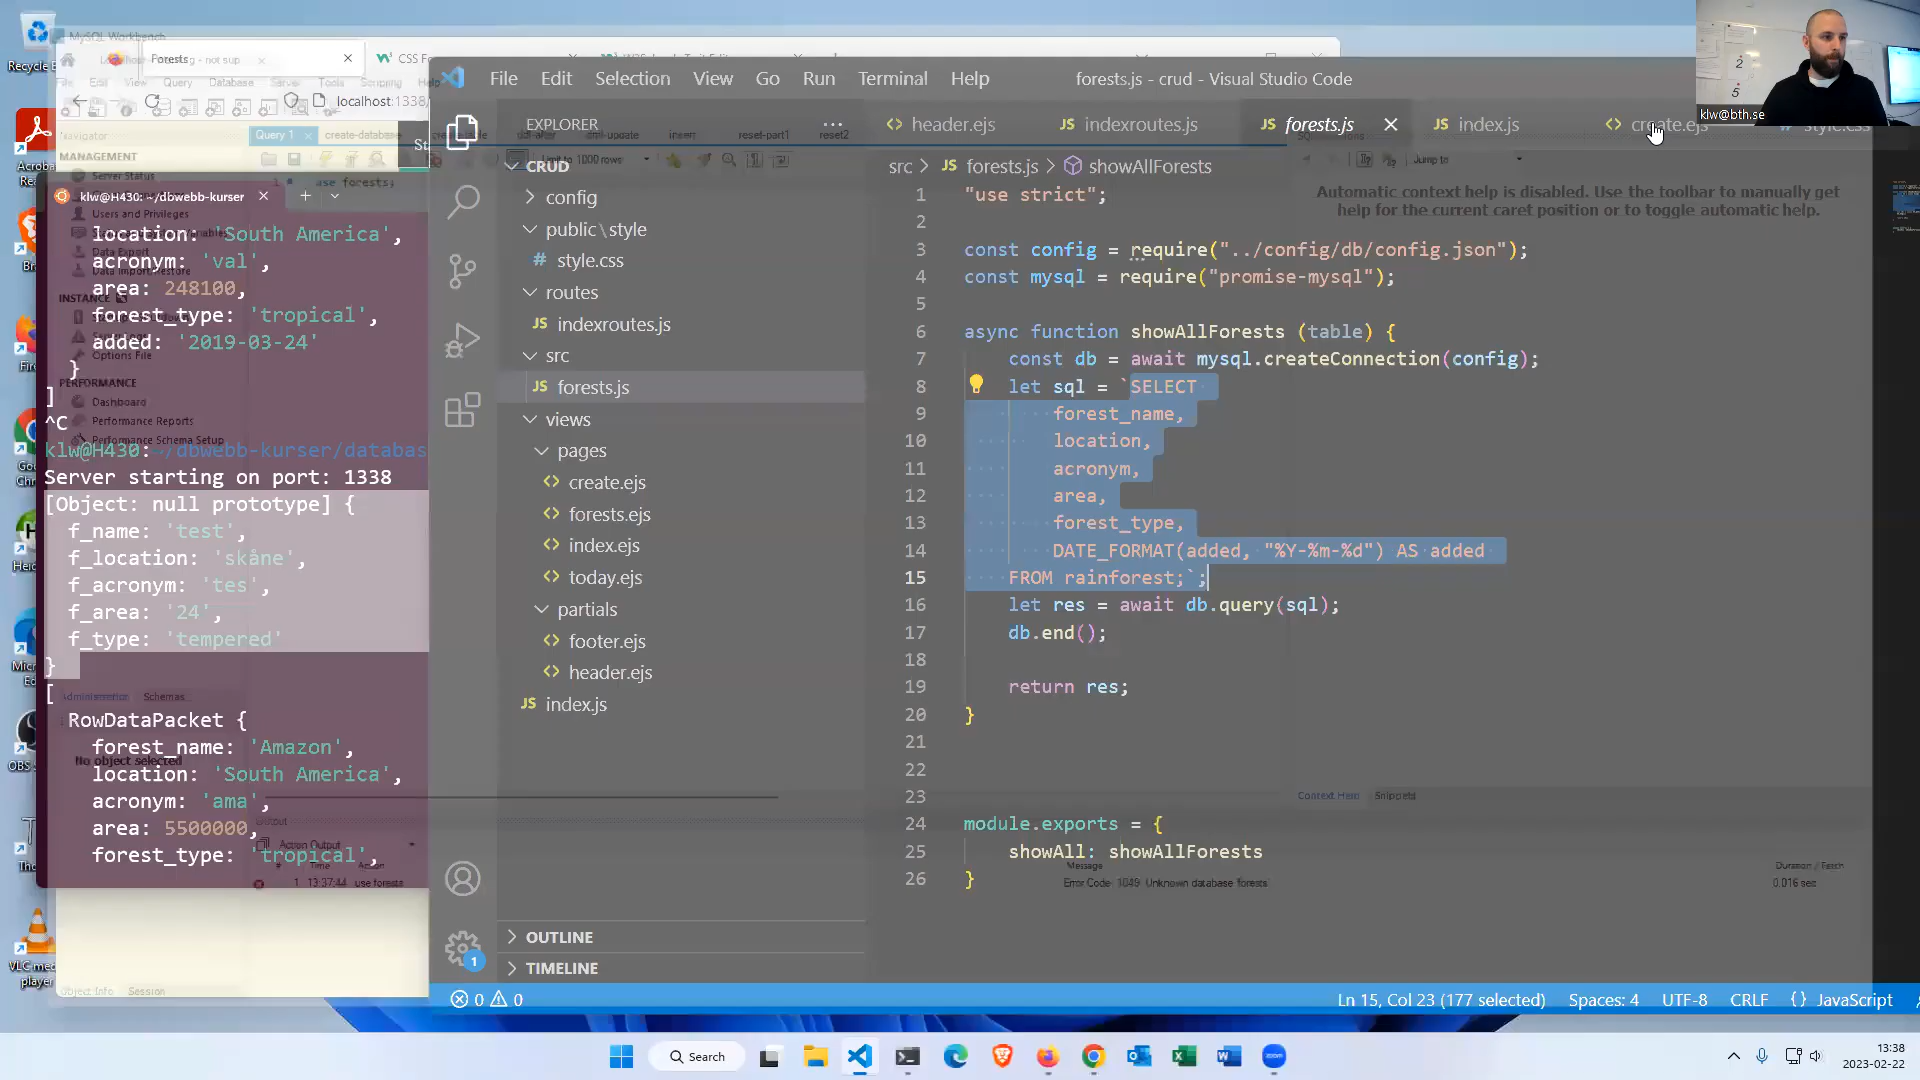 MySQL Workbench
Recycle
Forests
CSS Fo
localhost:1338/
File Edit View Query Database Server Tools Scripting
File Edit Selection View Go Run Terminal Help
forests.js - crud - Visual Studio Code
klw@bth.se
EXPLORER
header.ejs
indexroutes.js
forests.js
index.js
create.ejs
style.css
Query 1
MANAGEMENT
Server Status
Users and Privileges
Data Export
Data Import/Restore
INSTANCE
Options File
PERFORMANCE
Dashboard
Performance Reports
Performance Schema Setup
Limit to 1000 rows
use forests;
Jump to
Automatic context help is disabled. Use the toolbar to manually get
help for the current caret position or to toggle automatic help.
klw@H430: ~/dbwebb-kurser
location: 'South America',
acronym: 'val',
area: 248100,
forest_type: 'tropical',
added: '2019-03-24'
}
]
^C
klw@H430:~/dbwebb-kurser/databas
Server starting on port: 1338
[Object: null prototype] {
f_name: 'test',
f_location: 'skåne',
f_acronym: 'tes',
f_area: '24',
f_type: 'tempered'
}
[
Administration Schemas
RowDataPacket {
forest_name: 'Amazon',
No object selected
location: 'South America',
acronym: 'ama',
area: 5500000,
forest_type: 'tropical',
Output
Action Output
Time Action
1 13:37:44 use forests
Object Info Session
CRUD
config
public\style
style.css
routes
indexroutes.js
src
forests.js
views
pages
create.ejs
forests.ejs
index.ejs
today.ejs
partials
footer.ejs
header.ejs
index.js
OUTLINE
TIMELINE
src > forests.js > showAllForests
1 "use strict";
2
3 const config = require("../config/db/config.json");
4 const mysql = require("promise-mysql");
5
6 async function showAllForests (table) {
7 const db = await mysql.createConnection(config);
8 let sql = `SELECT
9 forest_name,
10 location,
11 acronym,
12 area,
13 forest_type,
14 DATE_FORMAT(added, "%Y-%m-%d") AS added
15 FROM rainforest;`;
16 let res = await db.query(sql);
17 db.end();
18
19 return res;
20 }
21
22
23
24 module.exports = {
25 showAll: showAllForests
26 }
Context Help Snippets
Message
Error Code: 1049 Unknown database 'forests'
Duration / Fetch
0.016 sec
VLC med
player
1
0 0
Ln 15, Col 23 (177 selected)
Spaces: 4
UTF-8
CRLF
{} JavaScript
Search
zoom
13:38
2023-02-22